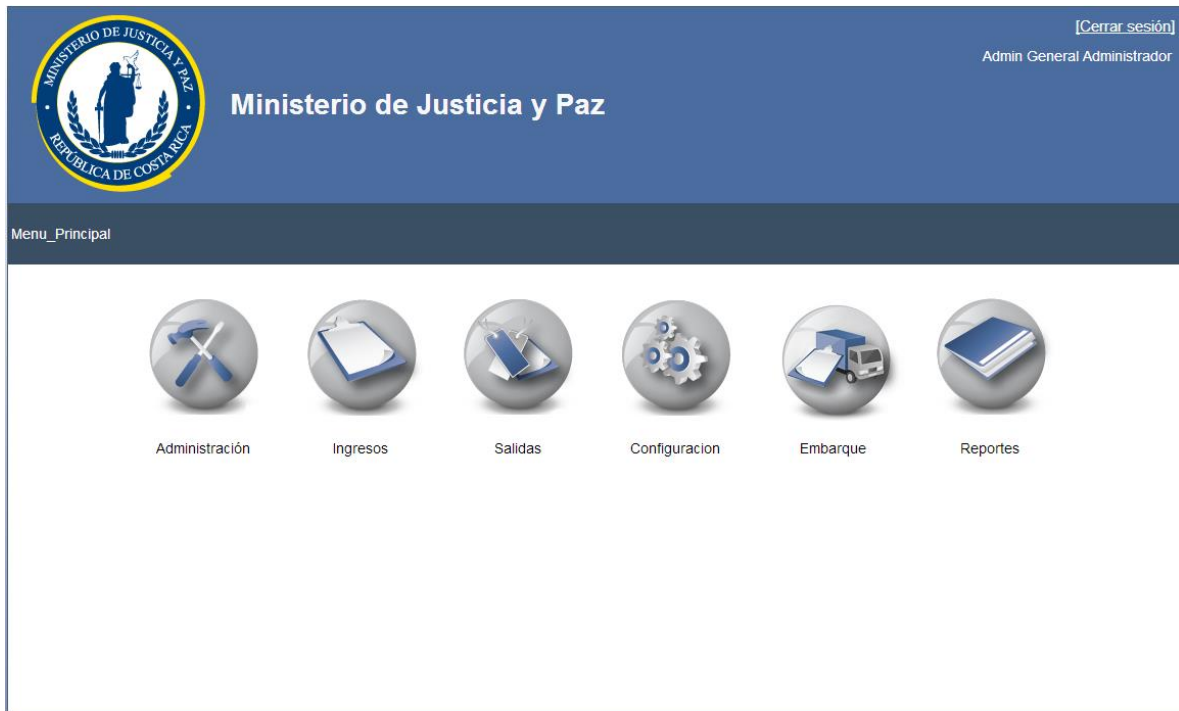 [Cerrar sesión]
Admin General Administrador
MINISTERIO DE JUSTICIA Y PAZ
REPÚBLICA DE COSTA RICA
Ministerio de Justicia y Paz
Menu_Principal
Administración
Ingresos
Salidas
Configuracion
Embarque
Reportes